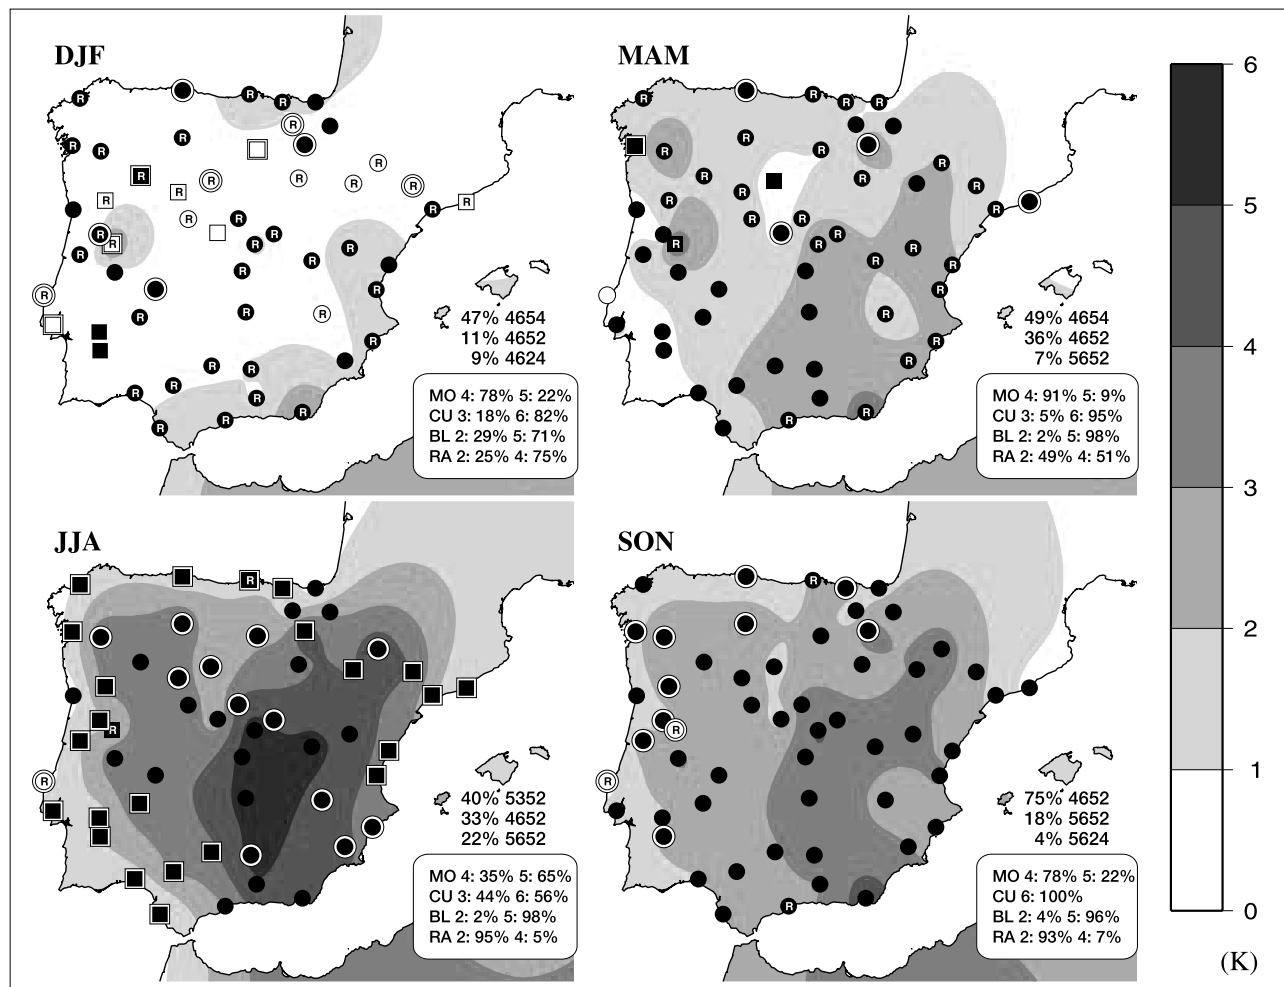 DJF
47% 4654
11% 4652
9% 4624
MO 4: 78% 5: 22%
CU 3: 18% 6: 82%
BL 2: 29% 5: 71%
RA 2: 25% 4: 75%
MAM
49% 4654
36% 4652
7% 5652
MO 4: 91% 5: 9%
CU 3: 5% 6: 95%
BL 2: 2% 5: 98%
RA 2: 49% 4: 51%
JJA
40% 5352
33% 4652
22% 5652
MO 4: 35% 5: 65%
CU 3: 44% 6: 56%
BL 2: 2% 5: 98%
RA 2: 95% 4: 5%
SON
75% 4652
18% 5652
4% 5624
MO 4: 78% 5: 22%
CU 6: 100%
BL 2: 4% 5: 96%
RA 2: 93% 4: 7%
6
5
4
3
2
1
0
(K)